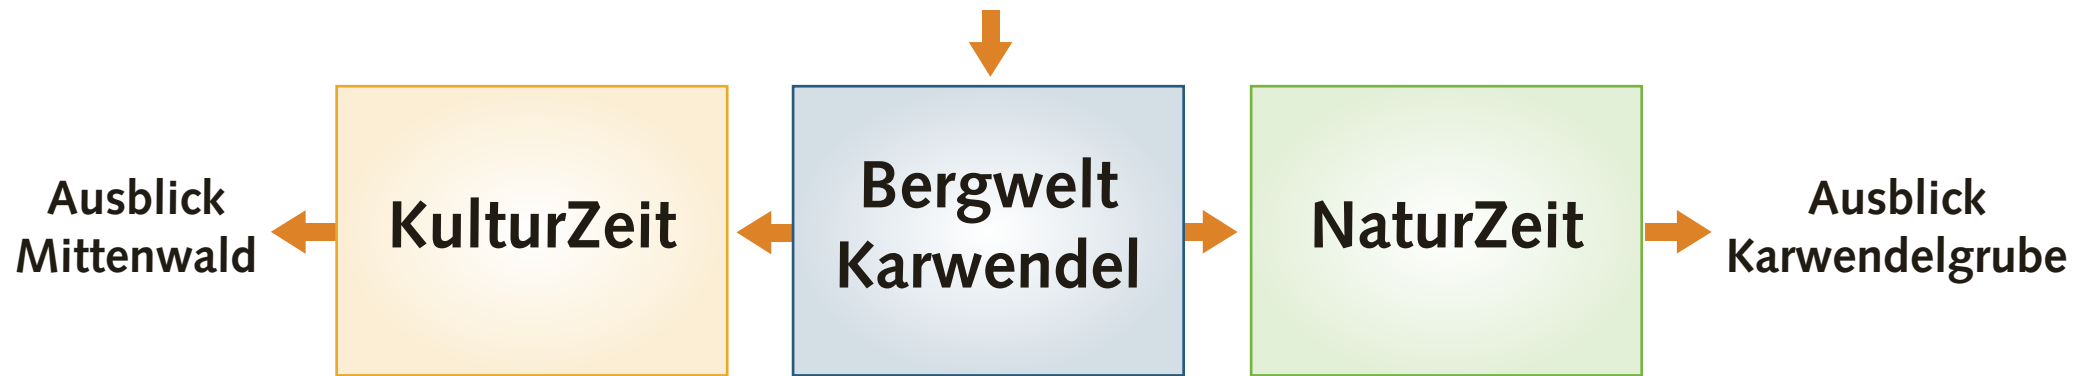 Ausblick
Mittenwald
KulturZeit
Bergwelt
Karwendel
NaturZeit
Ausblick
Karwendelgrube